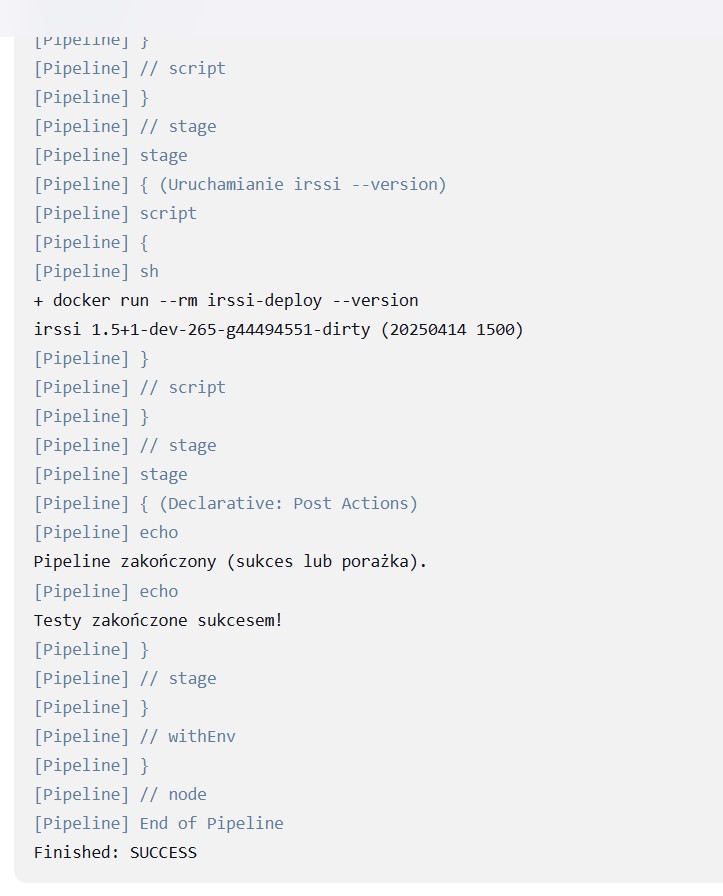 [Pipeline] }
[Pipeline] // script
[Pipeline] }
[Pipeline] // stage
[Pipeline] stage
[Pipeline] { (Uruchamianie irssi --version)
[Pipeline] script
[Pipeline] {
[Pipeline] sh
+ docker run --rm irssi-deploy --version
irssi 1.5+1-dev-265-g44494551-dirty (20250414 1500)
[Pipeline] }
[Pipeline] // script
[Pipeline] }
[Pipeline] // stage
[Pipeline] stage
[Pipeline] { (Declarative: Post Actions)
[Pipeline] echo
Pipeline zakończony (sukces lub porażka).
[Pipeline] echo
Testy zakończone sukcesem!
[Pipeline] }
[Pipeline] // stage
[Pipeline] }
[Pipeline] // withEnv
[Pipeline] }
[Pipeline] // node
[Pipeline] End of Pipeline
Finished: SUCCESS